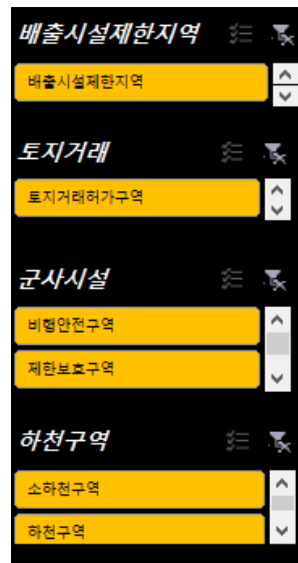 배출시설제한지역
배출시설제한지역
토지거래
토지거래허가구역
군사시설
비행안전구역
제한보호구역
하천구역
소하천구역
하천구역